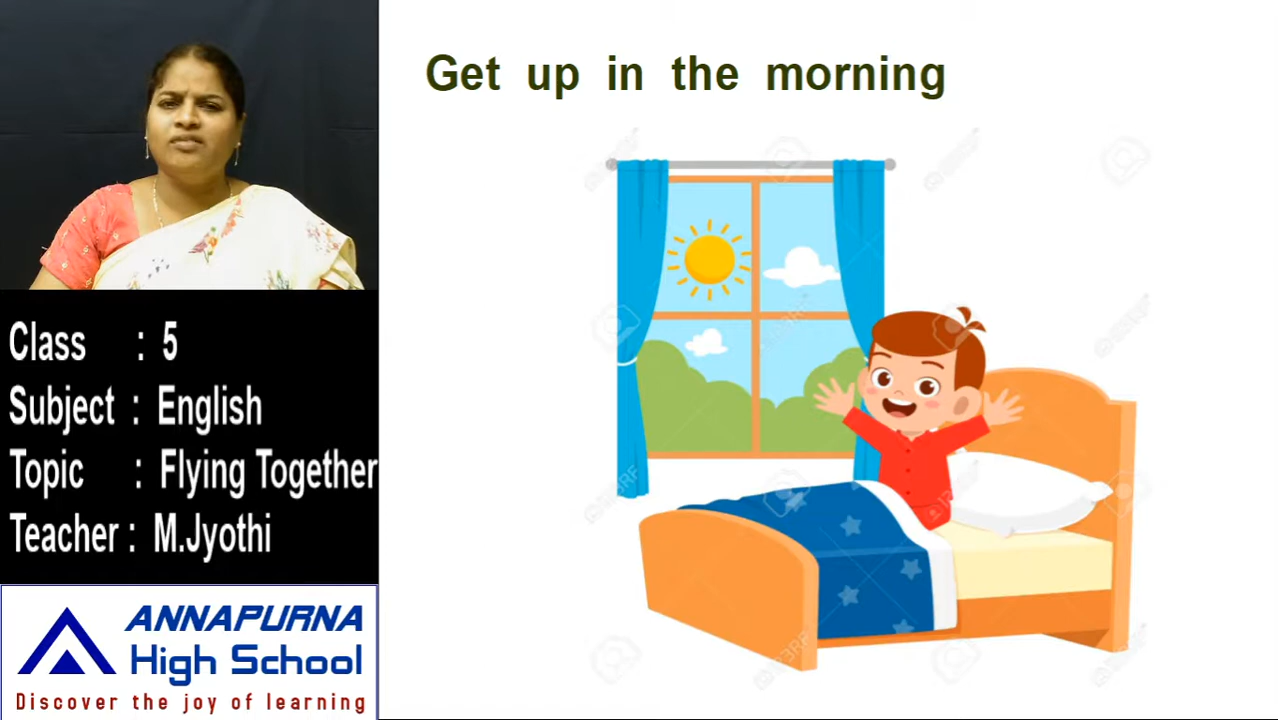 Get up in the morning
Class : 5
Subject : English
Topic : Flying Together
Teacher : M.Jyothi
ANNAPURNA
High School
Discover the joy of learning
123RF